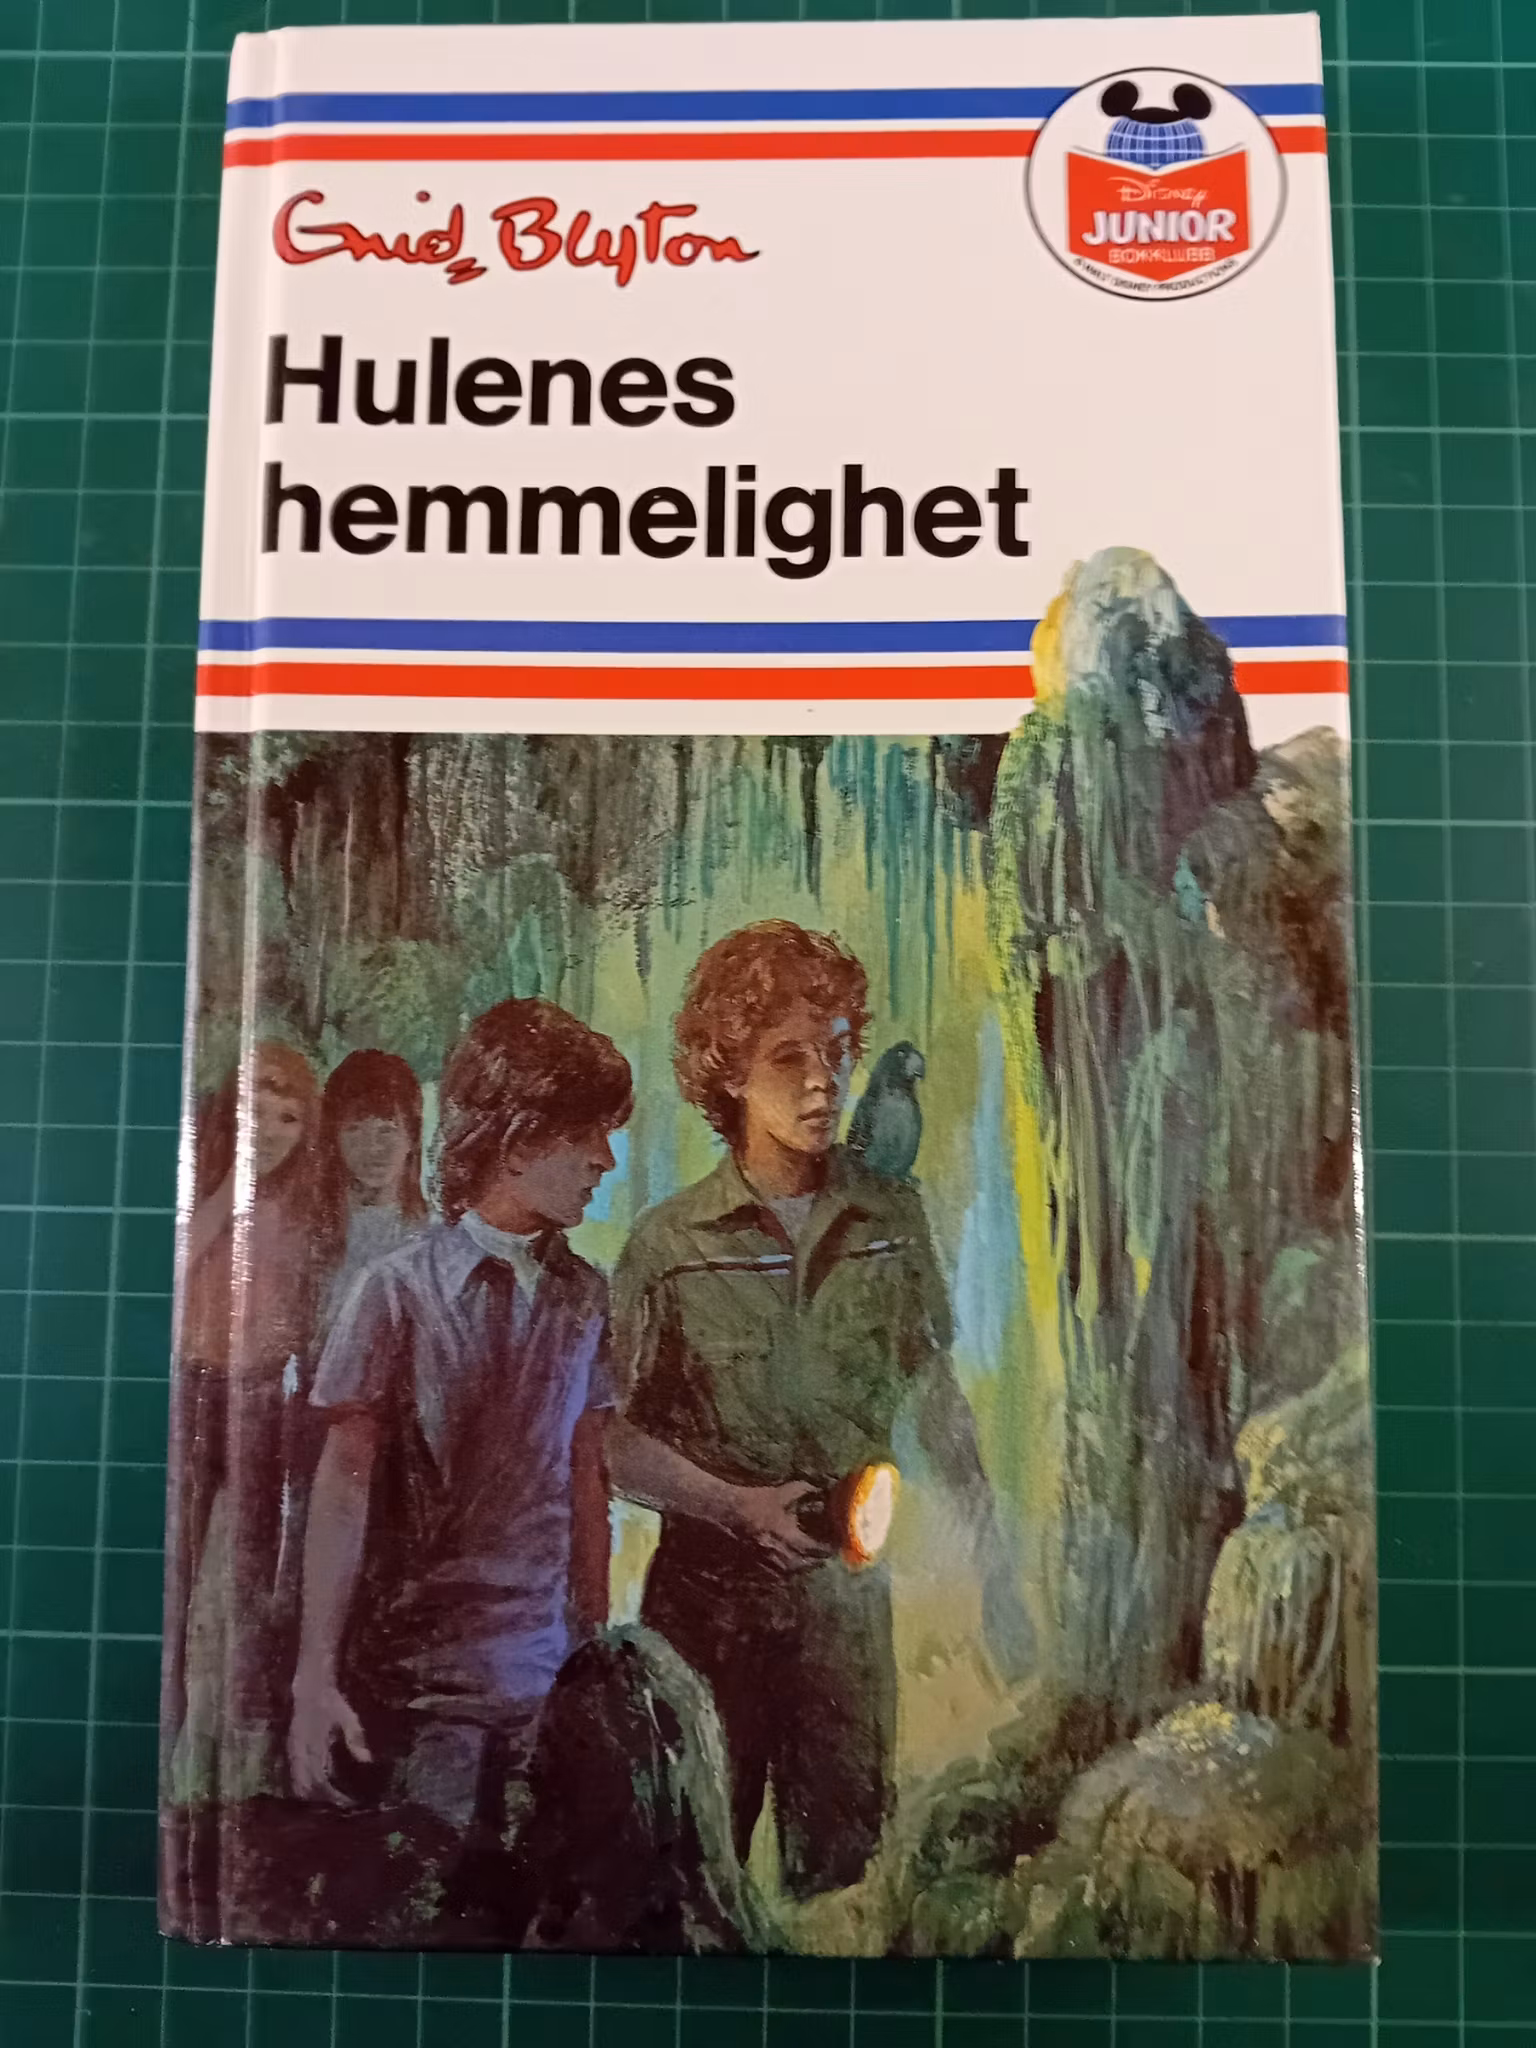 Enid Blyton
Disney
JUNIOR
BOKKLUBB
Hulenes
hemmelighet